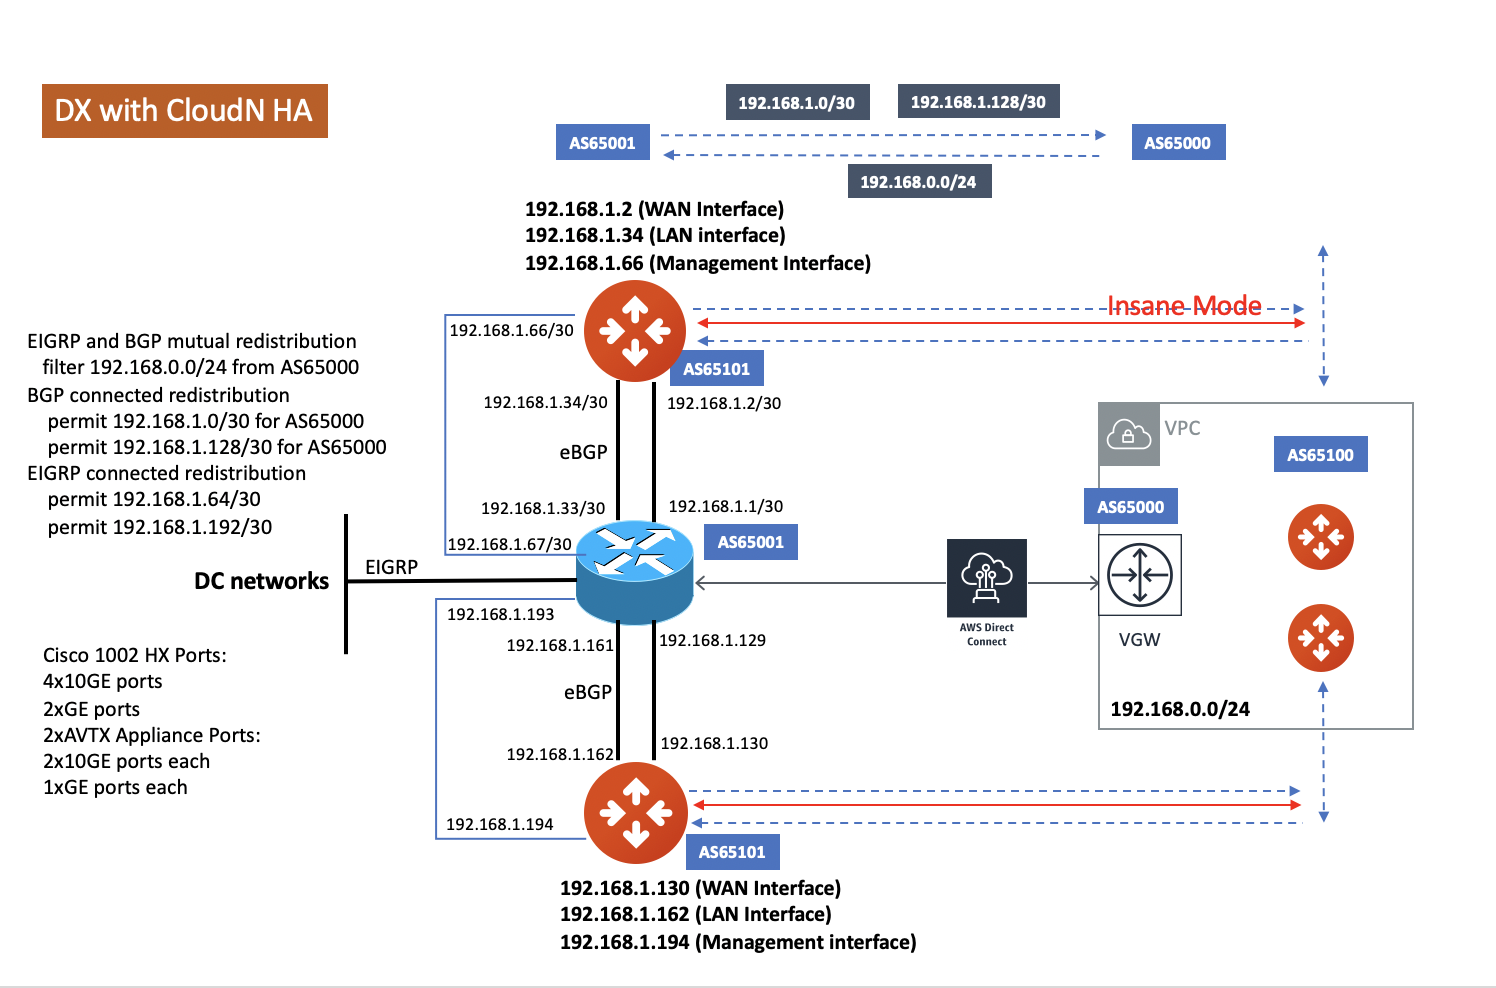 DX with CloudN HA
192.168.1.0/30
192.168.1.128/30
AS65001
AS65000
192.168.0.0/24
192.168.1.2 (WAN Interface)
192.168.1.34 (LAN interface)
192.168.1.66 (Management Interface)
Insane Mode
192.168.1.66/30
AS65101
EIGRP and BGP mutual redistribution
filter 192.168.0.0/24 from AS65000
BGP connected redistribution
permit 192.168.1.0/30 for AS65000
permit 192.168.1.128/30 for AS65000
EIGRP connected redistribution
permit 192.168.1.64/30
permit 192.168.1.192/30
192.168.1.34/30
192.168.1.2/30
eBGP
192.168.1.33/30
192.168.1.1/30
192.168.1.67/30
AS65001
VPC
AS65100
AS65000
DC networks
EIGRP
AWS Direct
Connect
VGW
192.168.0.0/24
192.168.1.193
192.168.1.161
192.168.1.129
eBGP
192.168.1.162
192.168.1.130
192.168.1.194
Cisco 1002 HX Ports:
4x10GE ports
2xGE ports
2xAVTX Appliance Ports:
2x10GE ports each
1xGE ports each
AS65101
192.168.1.130 (WAN Interface)
192.168.1.162 (LAN Interface)
192.168.1.194 (Management interface)